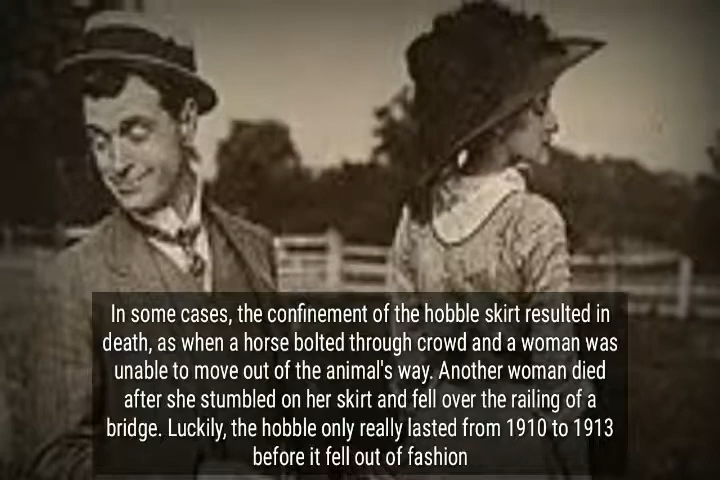 In some cases, the confinement of the hobble skirt resulted in
death, as when a horse bolted through crowd and a woman was
unable to move out of the animal's way. Another woman died
after she stumbled on her skirt and fell over the railing of a
bridge. Luckily, the hobble only really lasted from 1910 to 1913
before it fell out of fashion